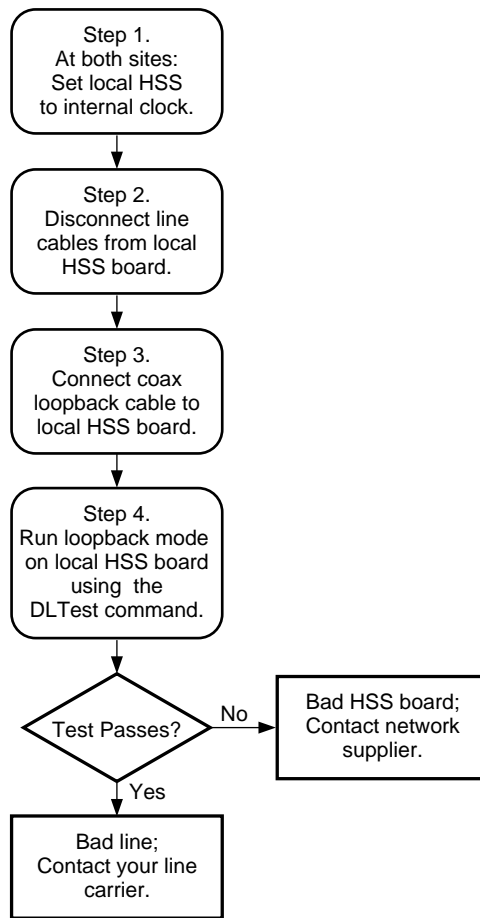 Step 1.
At both sites:
Set local HSS
to internal clock.
Step 2.
Disconnect line
cables from local
HSS board.
Step 3.
Connect coax
loopback cable to
local HSS board.
Step 4.
Run loopback mode
on local HSS board
using the
DLTest command.
Test Passes?
No
Bad HSS board;
Contact network
supplier.
Yes
Bad line;
Contact your line
carrier.